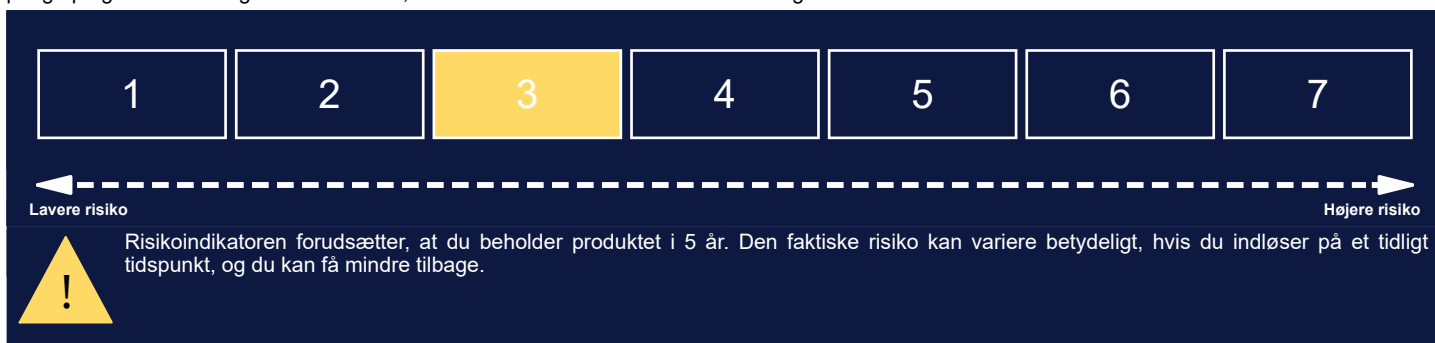 1 2 3 4 5 6 7
Lavere risiko Højere risiko
Risikoindikatoren forudsætter, at du beholder produktet i 5 år. Den faktiske risiko kan variere betydeligt, hvis du indløser på et tidligt
tidspunkt, og du kan få mindre tilbage.
!